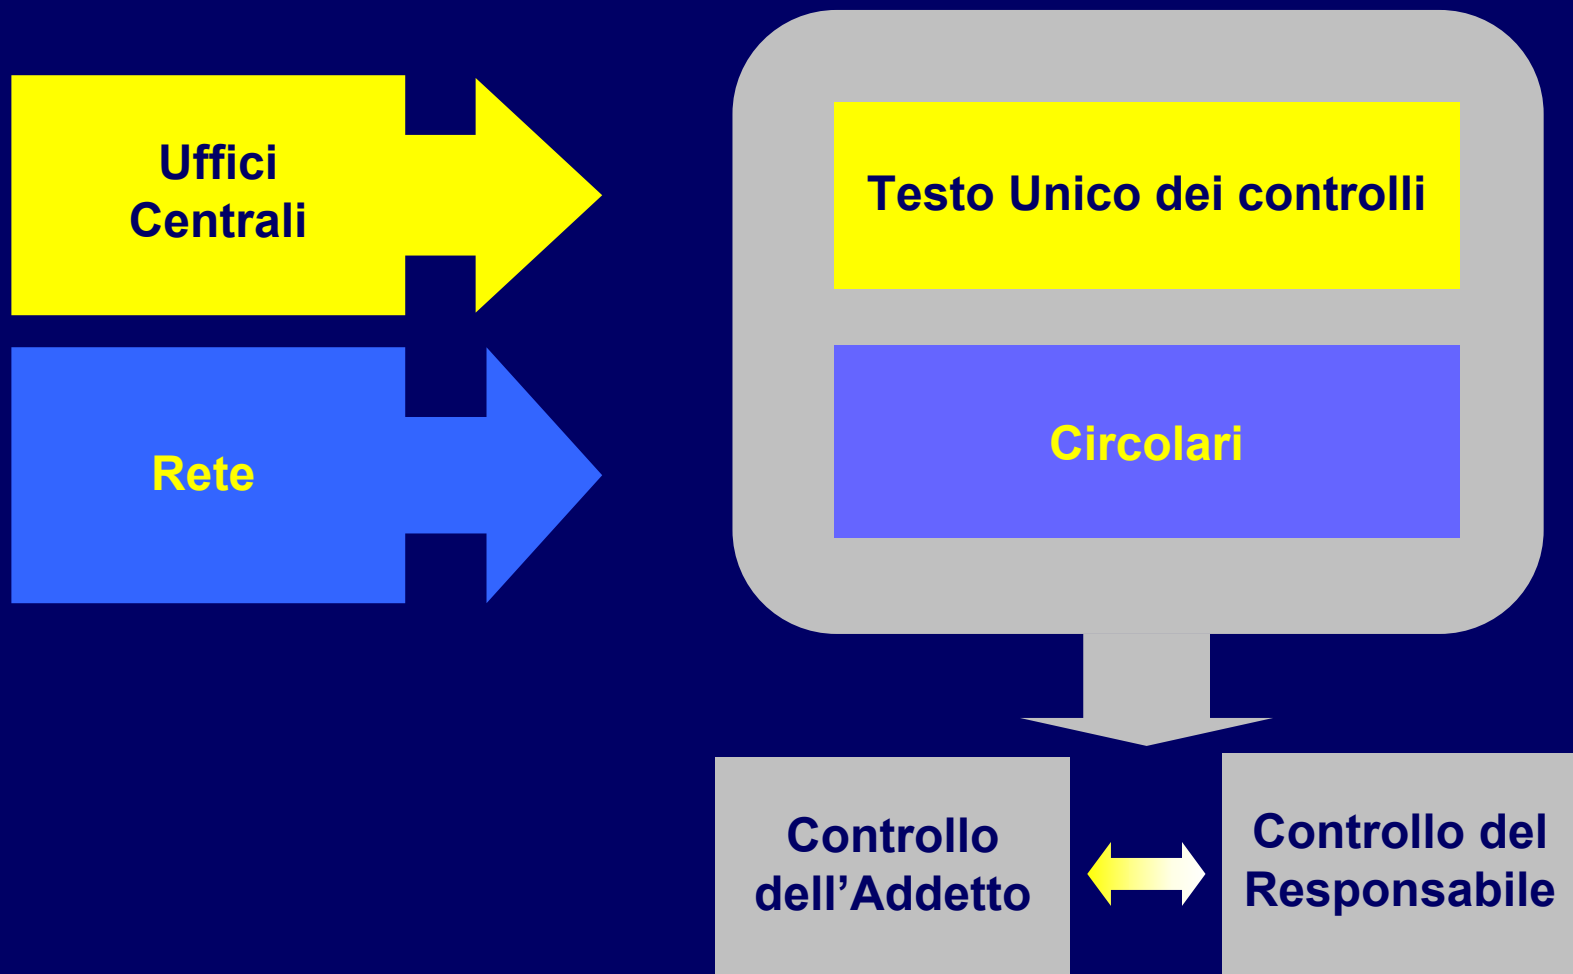 Uffici
Centrali
Testo Unico dei controlli
Rete
Circolari
Controllo
dell’Addetto
Controllo del
Responsabile